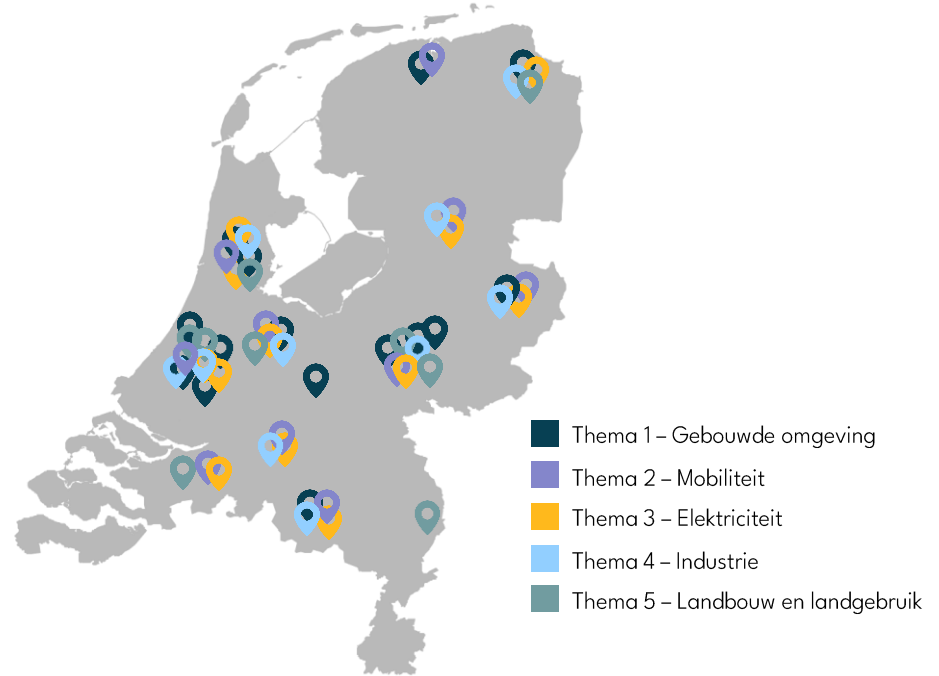 Thema 1 – Gebouwde omgeving
Thema 2 – Mobiliteit
Thema 3 – Elektriciteit
Thema 4 – Industrie
Thema 5 – Landbouw en landgebruik